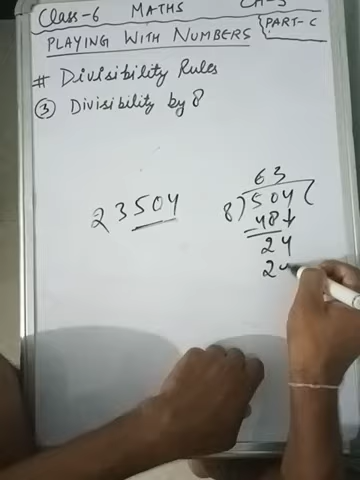 Class-6 MATHS CH-3
PLAYING WITH NUMBERS PART-C
# Divisibility Rules
③ Divisibility by 8
23504
63
8)504(
-48↓
24
24